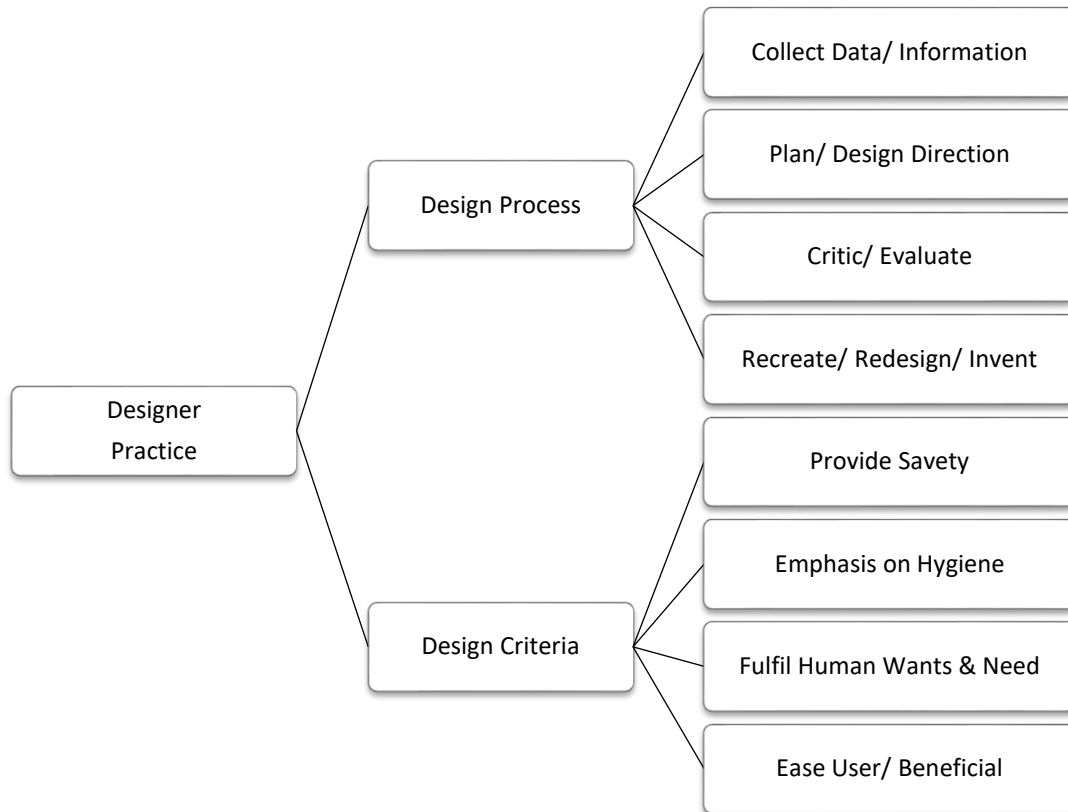 Collect Data/ Information
Plan/ Design Direction
Design Process
Critic/ Evaluate
Recreate/ Redesign/ Invent
Designer
Practice
Provide Savety
Emphasis on Hygiene
Design Criteria
Fulfil Human Wants & Need
Ease User/ Beneficial